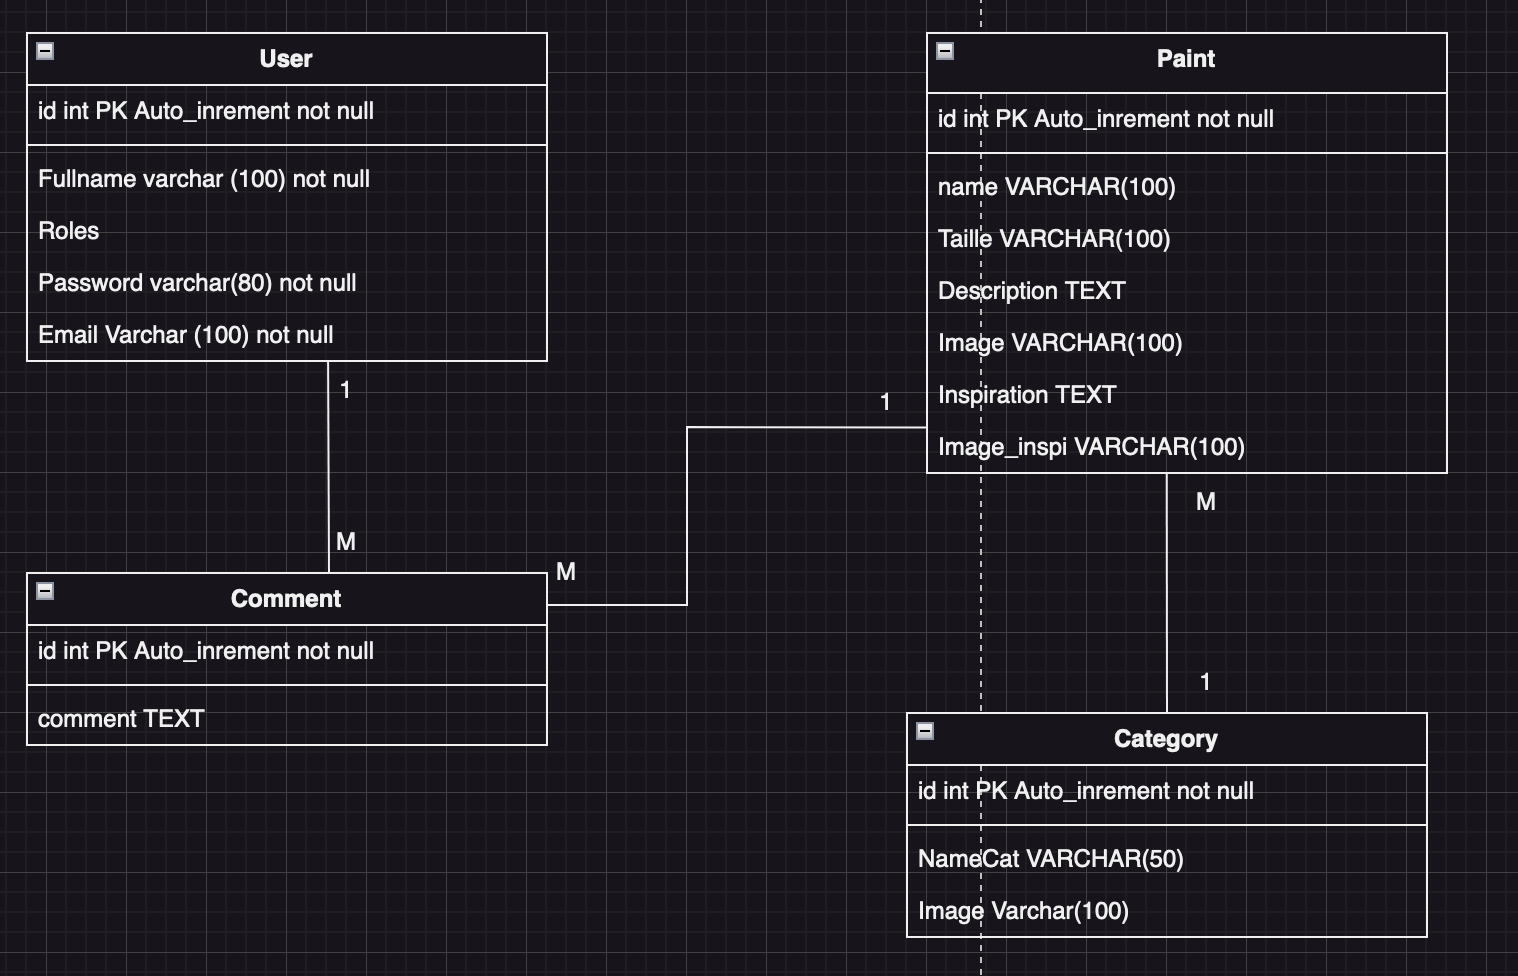 User
id int PK Auto_inrement not null
Fullname varchar (100) not null
Roles
Password varchar(80) not null
Email Varchar (100) not null
1
M
Comment
id int PK Auto_inrement not null
comment TEXT
M
1
Paint
id int PK Auto_inrement not null
name VARCHAR(100)
Taille VARCHAR(100)
Description TEXT
Image VARCHAR(100)
Inspiration TEXT
Image_inspi VARCHAR(100)
M
1
Category
id int PK Auto_inrement not null
NameCat VARCHAR(50)
Image Varchar(100)